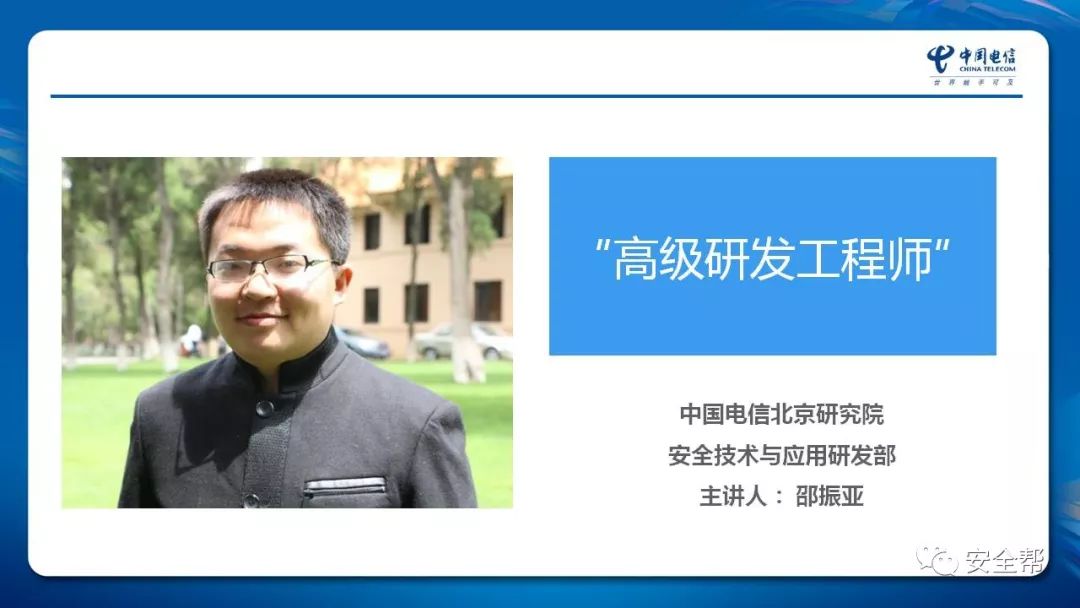 中国电信
CHINA TELECOM
世界触手可及
“高级研发工程师”
中国电信北京研究院
安全技术与应用研发部
主讲人：邵振亚
安全帮